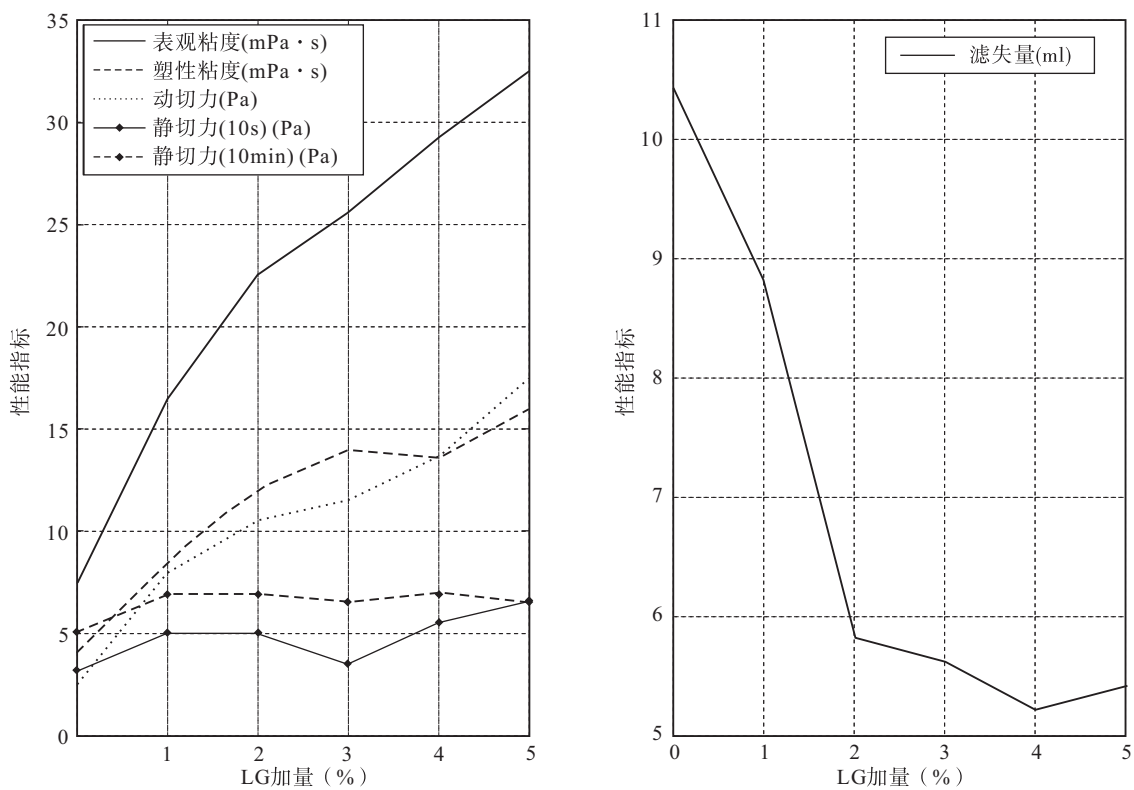 35
30
25
20
15
10
5
0
表观粘度(mPa·s)
塑性粘度(mPa·s)
动切力(Pa)
静切力(10s) (Pa)
静切力(10min) (Pa)
性能指标
1 2 3 4 5
LG加量（%）
11
10
9
8
7
6
5
滤失量(ml)
性能指标
0 1 2 3 4 5
LG加量（%）